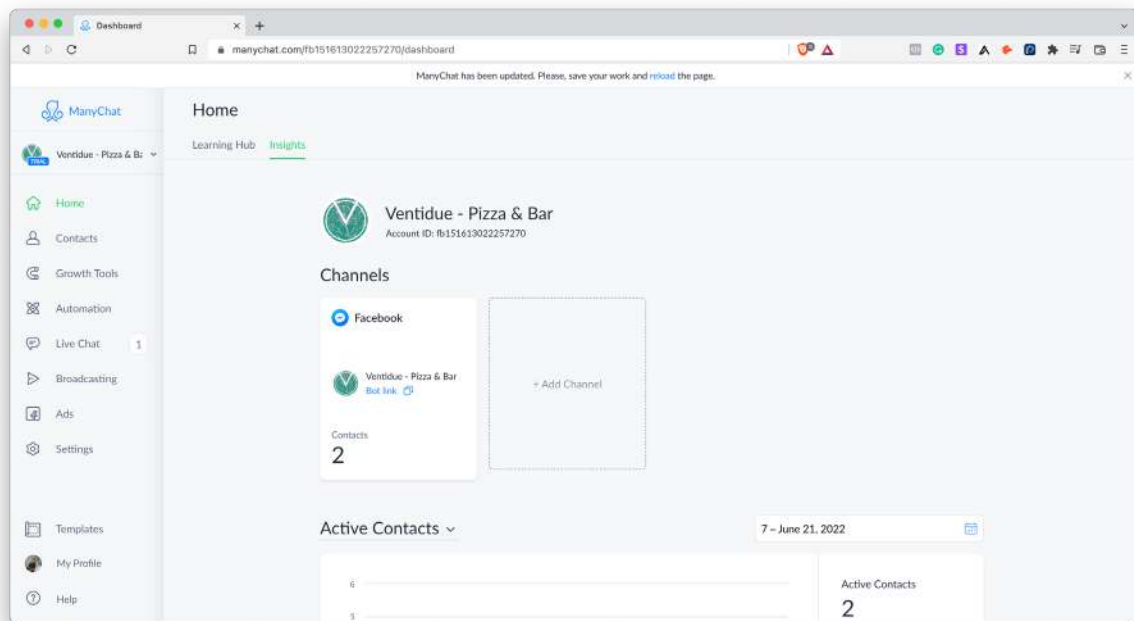 Dashboard
manychat.com/fb151613022257270/dashboard
ManyChat has been updated. Please, save your work and reload the page.
ManyChat
Home
Ventidue - Pizza & Ba
TRIAL
Learning Hub Insights
Home
Contacts
Growth Tools
Automation
Live Chat 1
Broadcasting
Ads
Settings
Templates
My Profile
Help
Ventidue - Pizza & Bar
Account ID: fb151613022257270
Channels
Facebook
Ventidue - Pizza & Bar
Bot link
Contacts
2
+ Add Channel
Active Contacts
7 – June 21, 2022
6
5
Active Contacts
2